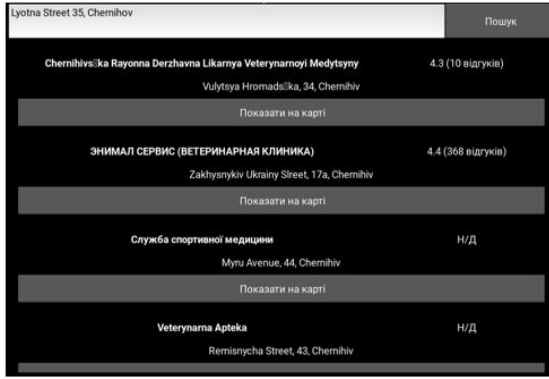 Lyotna Street 35, Chernihov
Пошук
Chernihivs▯ka Rayonna Derzhavna Likarnya Veterynarnoyi Medytsyny 4.3 (10 відгуків)
Vulytsya Hromads▯ka, 34, Chernihiv
Показати на карті
ЭНИМАЛ СЕРВИС (ВЕТЕРИНАРНАЯ КЛИНИКА) 4.4 (368 відгуків)
Zakhysnykiv Ukrainy Slreet, 17a, Chernihiv
Показати на карті
Служба спортивної медицини Н/Д
Myru Avenue, 44, Chernihiv
Показати на карті
Veterynarna Apteka Н/Д
Remisnycha Street, 43, Chernihiv